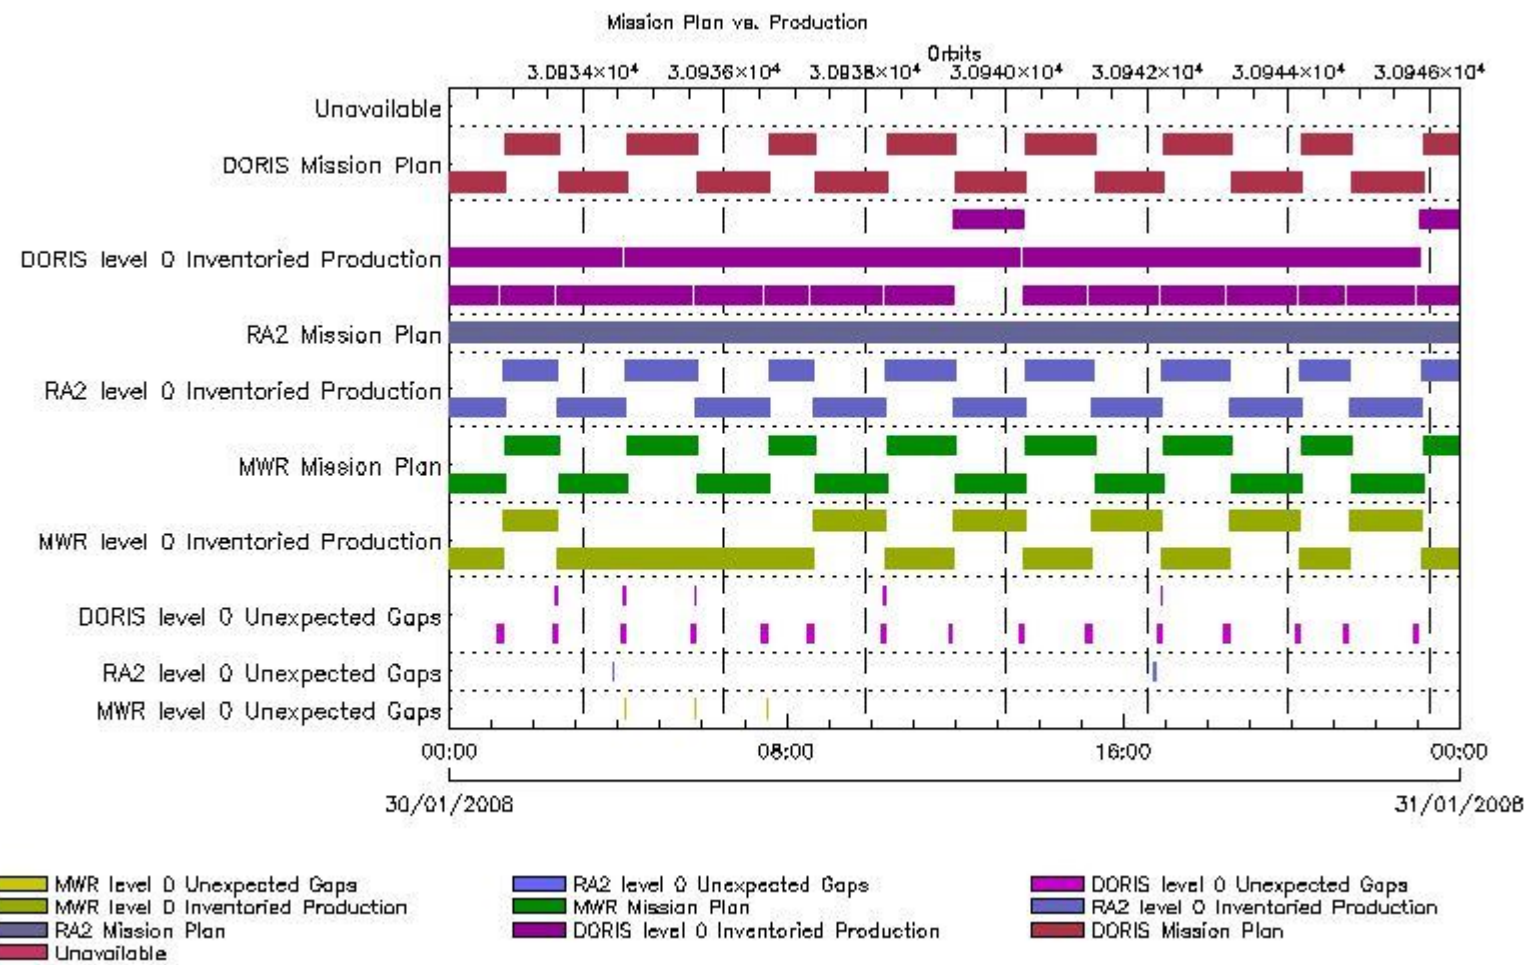 Mission Plan vs. Production
Orbits
3.0934×10⁴ 3.0936×10⁴ 3.0938×10⁴ 3.0940×10⁴ 3.0942×10⁴ 3.0944×10⁴ 3.0946×10⁴
Unavailable
DORIS Mission Plan
DORIS level 0 Inventoried Production
RA2 Mission Plan
RA2 level 0 Inventoried Production
MWR Mission Plan
MWR level 0 Inventoried Production
DORIS level 0 Unexpected Gaps
RA2 level 0 Unexpected Gaps
MWR level 0 Unexpected Gaps
00:00 08:00 16:00 00:00
30/01/2008 31/01/2008
MWR level 0 Unexpected Gaps RA2 level 0 Unexpected Gaps DORIS level 0 Unexpected Gaps
MWR level 0 Inventoried Production MWR Mission Plan RA2 level 0 Inventoried Production
RA2 Mission Plan DORIS level 0 Inventoried Production DORIS Mission Plan
Unavailable